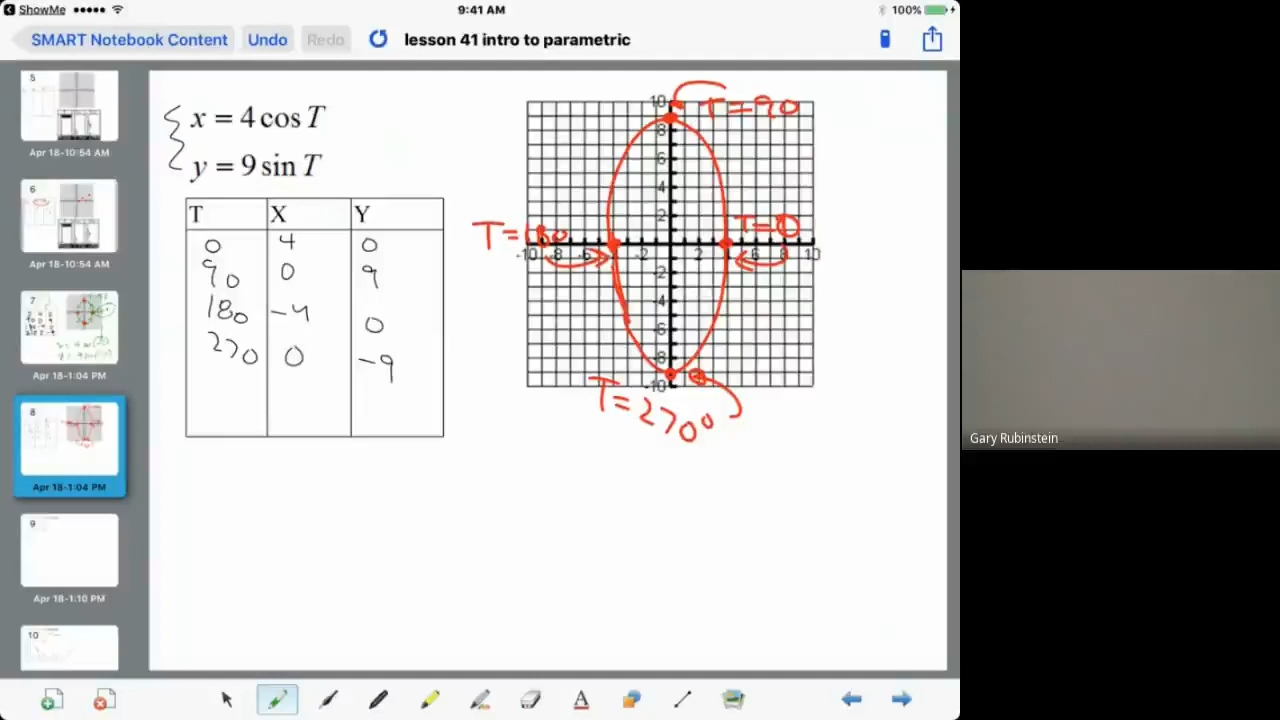 ShowMe
9:41 AM
100%
SMART Notebook Content
Undo
Redo
lesson 41 intro to parametric
5
Apr 18-10:54 AM
6
Apr 18-10:54 AM
7
Apr 18-1:04 PM
8
Apr 18-1:04 PM
9
Apr 18-1:10 PM
10
x = 4 cos T
y = 9 sin T
T X Y
0 4 0
90 0 9
180 -4 0
270 0 -9
10
T=90
8
6
4
2
T=180
T=0
-10 -8 -6 -2 2 6 8 10
-2
-4
-6
-8
-10
T=270°
Gary Rubinstein
A